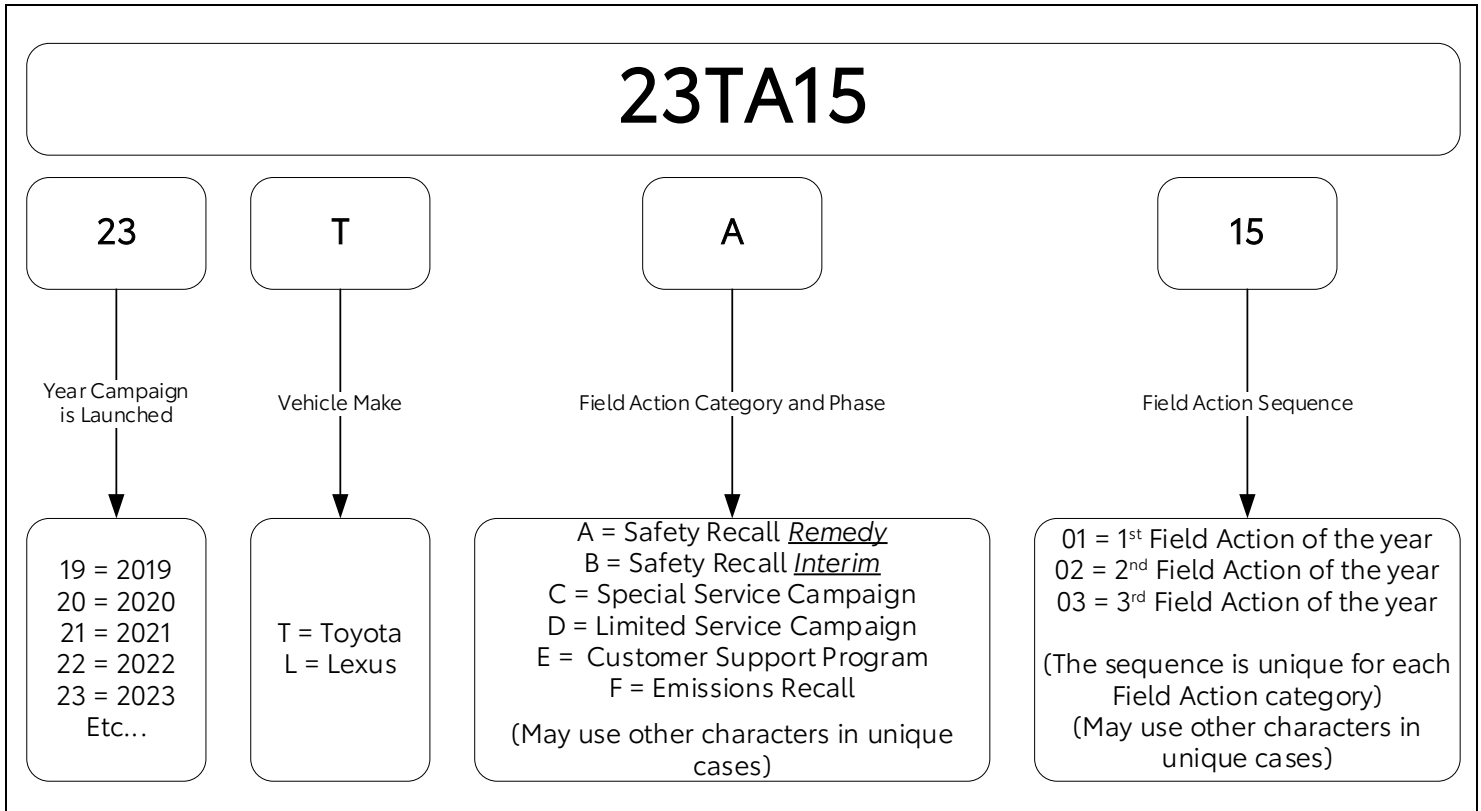 23TA15
23
T
A
15
Year Campaign
is Launched
Vehicle Make
Field Action Category and Phase
Field Action Sequence
19 = 2019
20 = 2020
21 = 2021
22 = 2022
23 = 2023
Etc...
T = Toyota
L = Lexus
A = Safety Recall Remedy
B = Safety Recall Interim
C = Special Service Campaign
D = Limited Service Campaign
E = Customer Support Program
F = Emissions Recall
(May use other characters in unique
cases)
01 = 1st Field Action of the year
02 = 2nd Field Action of the year
03 = 3rd Field Action of the year
(The sequence is unique for each
Field Action category)
(May use other characters in
unique cases)